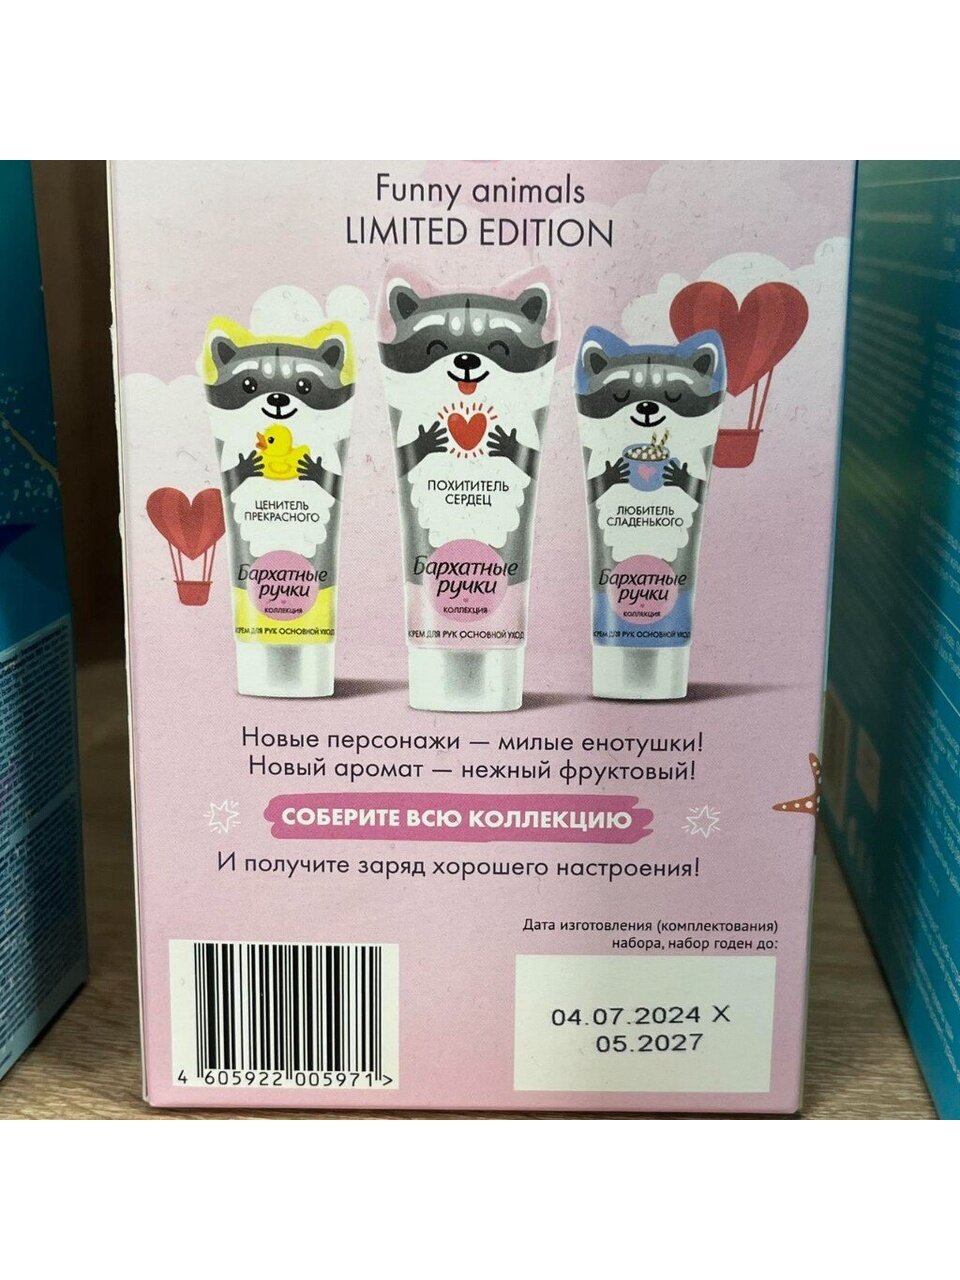 Funny animals
LIMITED EDITION
ЦЕНИТЕЛЬ
ПРЕКРАСНОГО
Бархатные
ручки
КОЛЛЕКЦИЯ
КРЕМ ДЛЯ РУК ОСНОВНОЙ УХОД
ПОХИТИТЕЛЬ
СЕРДЕЦ
Бархатные
ручки
КОЛЛЕКЦИЯ
КРЕМ ДЛЯ РУК ОСНОВНОЙ УХОД
ЛЮБИТЕЛЬ
СЛАДЕНЬКОГО
Бархатные
ручки
КОЛЛЕКЦИЯ
КРЕМ ДЛЯ РУК ОСНОВНОЙ УХОД
Новые персонажи — милые енотушки!
Новый аромат — нежный фруктовый!
СОБЕРИТЕ ВСЮ КОЛЛЕКЦИЮ
И получите заряд хорошего настроения!
Дата изготовления (комплектования)
набора, набор годен до:
04.07.2024 X
05.2027
4 605922 005971 >